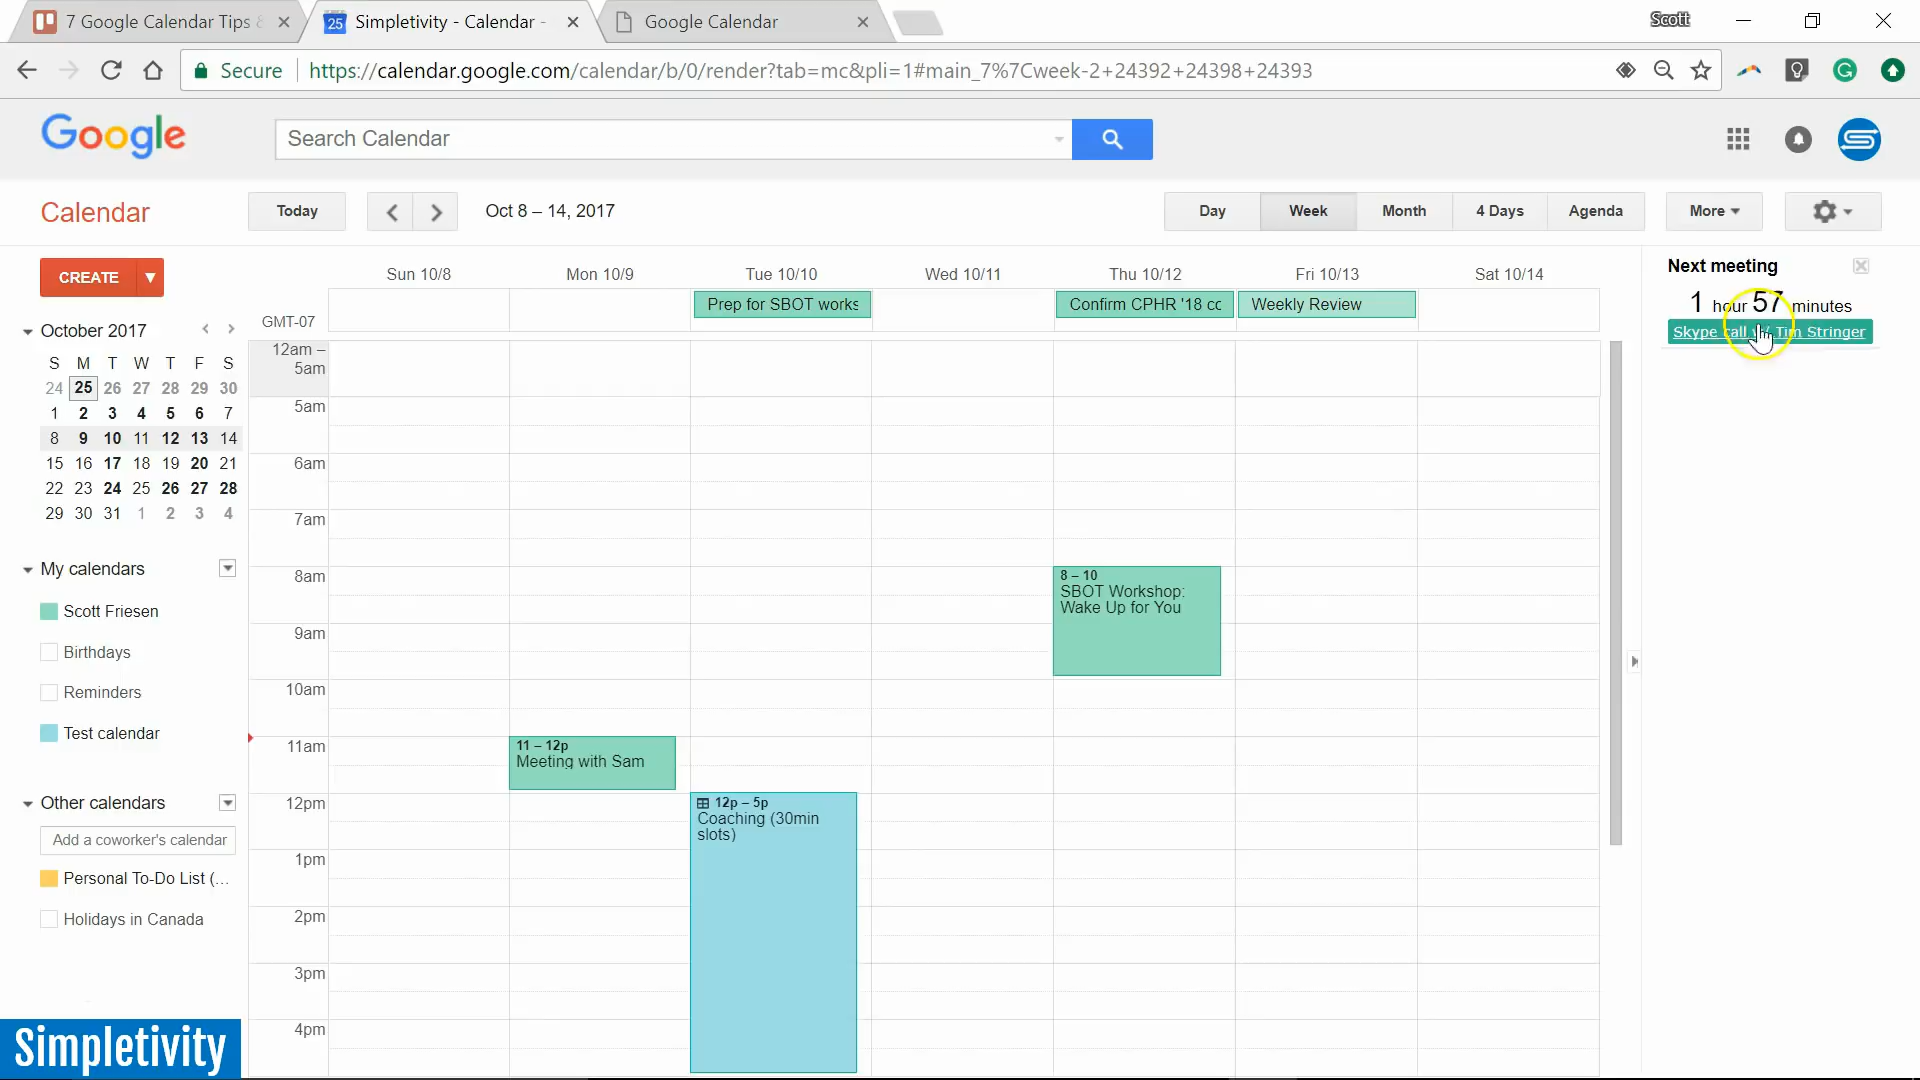 7 Google Calendar Tips &
Simpletivity - Calendar -
Google Calendar
Scott
Secure
https://calendar.google.com/calendar/b/0/render?tab=mc&pli=1#main_7%7Cweek-2+24392+24398+24393
Google
Search Calendar
Calendar
Today
Oct 8 – 14, 2017
Day
Week
Month
4 Days
Agenda
More
CREATE
October 2017
S M T W T F S
24 25 26 27 28 29 30
1 2 3 4 5 6 7
8 9 10 11 12 13 14
15 16 17 18 19 20 21
22 23 24 25 26 27 28
29 30 31 1 2 3 4
My calendars
Scott Friesen
Birthdays
Reminders
Test calendar
Other calendars
Add a coworker's calendar
Personal To-Do List (...
Holidays in Canada
Simpletivity
Sun 10/8
Mon 10/9
Tue 10/10
Wed 10/11
Thu 10/12
Fri 10/13
Sat 10/14
GMT-07
Prep for SBOT works
Confirm CPHR '18 cc
Weekly Review
12am –
5am
5am
6am
7am
8am
9am
10am
11am
12pm
1pm
2pm
3pm
4pm
8 – 10
SBOT Workshop:
Wake Up for You
11 – 12p
Meeting with Sam
12p – 5p
Coaching (30min
slots)
Next meeting
1 hour 57 minutes
Skype call w/ Tim Stringer
25